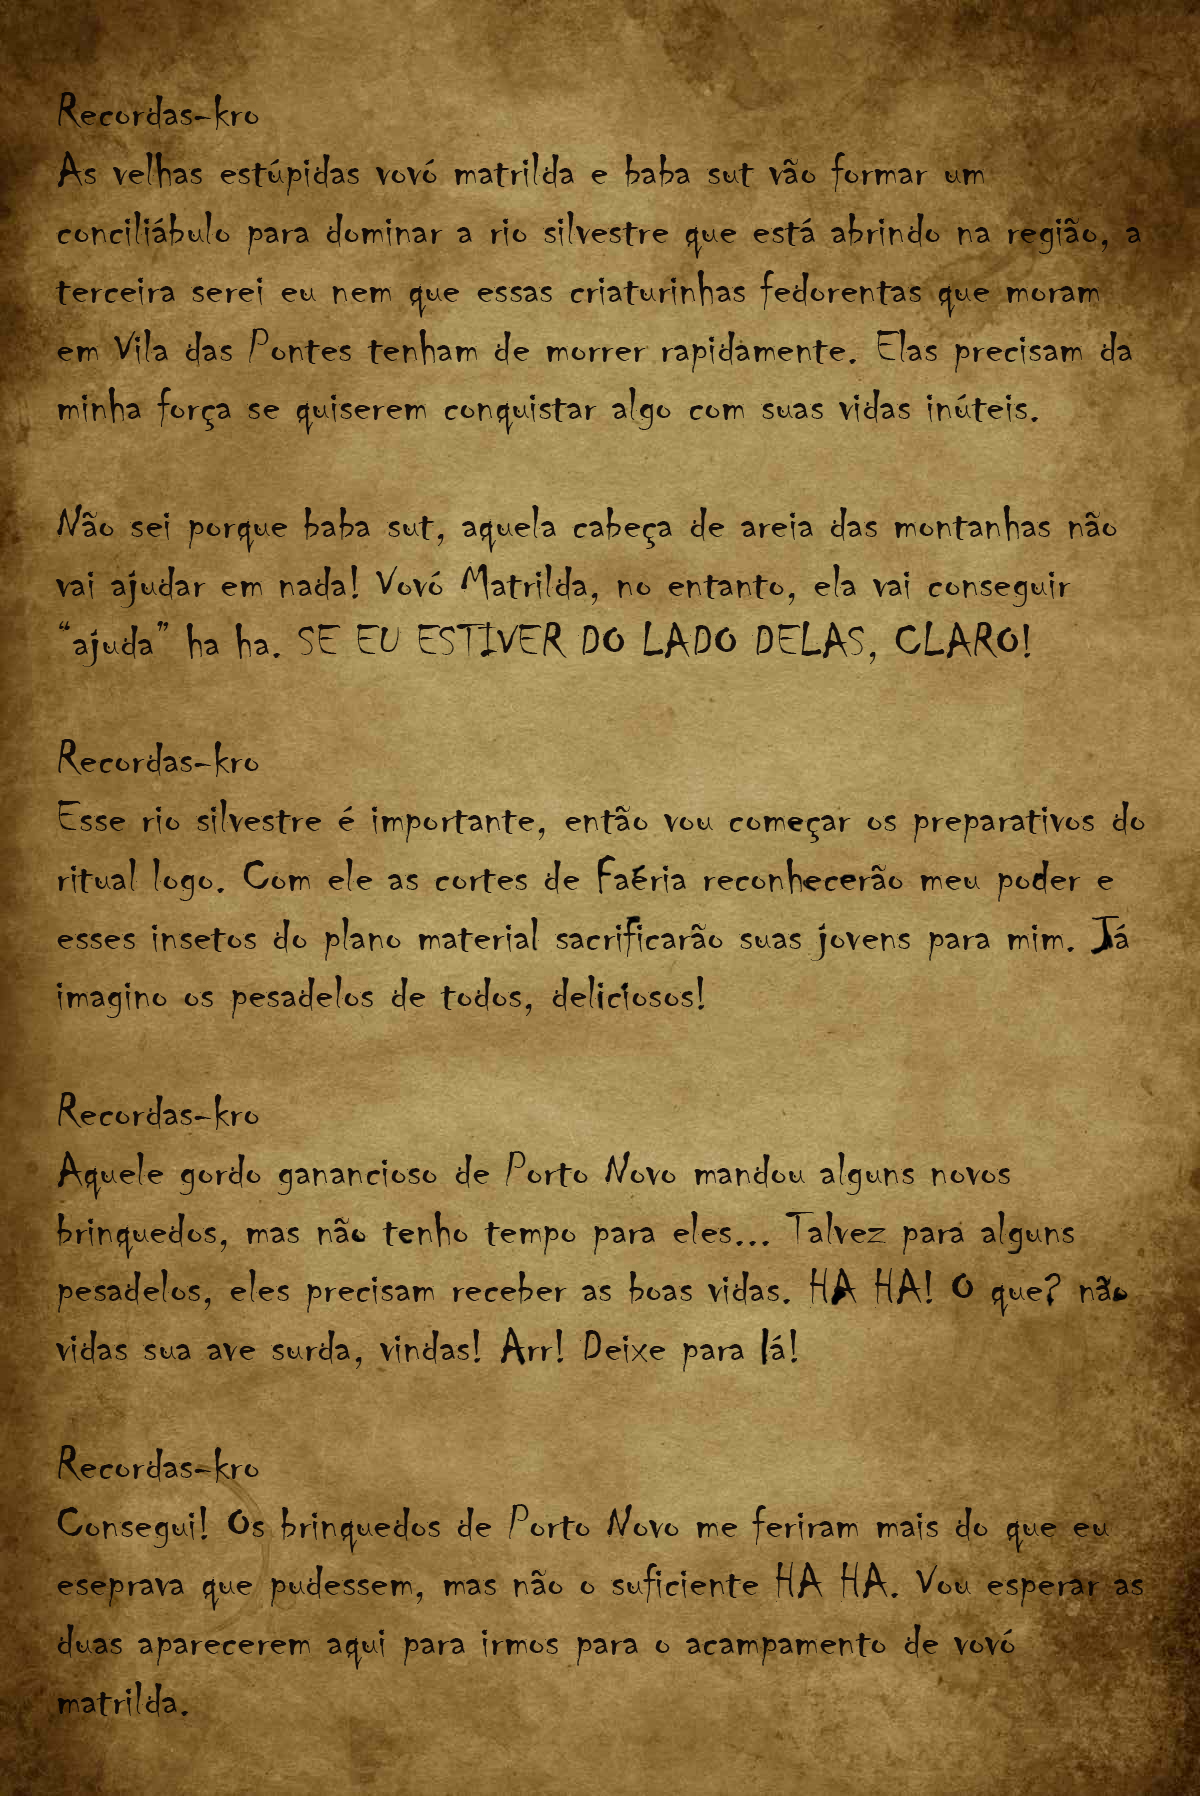 Recordas-kro
As velhas estúpidas vovó matrilda e baba sut vão formar um
conciliábulo para dominar a rio silvestre que está abrindo na região, a
terceira serei eu nem que essas criaturinhas fedorentas que moram
em Vila das Pontes tenham de morrer rapidamente. Elas precisam da
minha força se quiserem conquistar algo com suas vidas inúteis.

Não sei porque baba sut, aquela cabeça de areia das montanhas não
vai ajudar em nada! Vovó Matrilda, no entanto, ela vai conseguir
“ajuda” ha ha. SE EU ESTIVER DO LADO DELAS, CLARO!

Recordas-kro
Esse rio silvestre é importante, então vou começar os preparativos do
ritual logo. Com ele as cortes de Faéria reconhecerão meu poder e
esses insetos do plano material sacrificarão suas jovens para mim. Já
imagino os pesadelos de todos, deliciosos!

Recordas-kro
Aquele gordo ganancioso de Porto Novo mandou alguns novos
brinquedos, mas não tenho tempo para eles... Talvez para alguns
pesadelos, eles precisam receber as boas vidas. HA HA! O que? não
vidas sua ave surda, vindas! Arr! Deixe para lá!

Recordas-kro
Consegui! Os brinquedos de Porto Novo me feriram mais do que eu
eseprava que pudessem, mas não o suficiente HA HA. Vou esperar as
duas aparecerem aqui para irmos para o acampamento de vovó
matrilda.